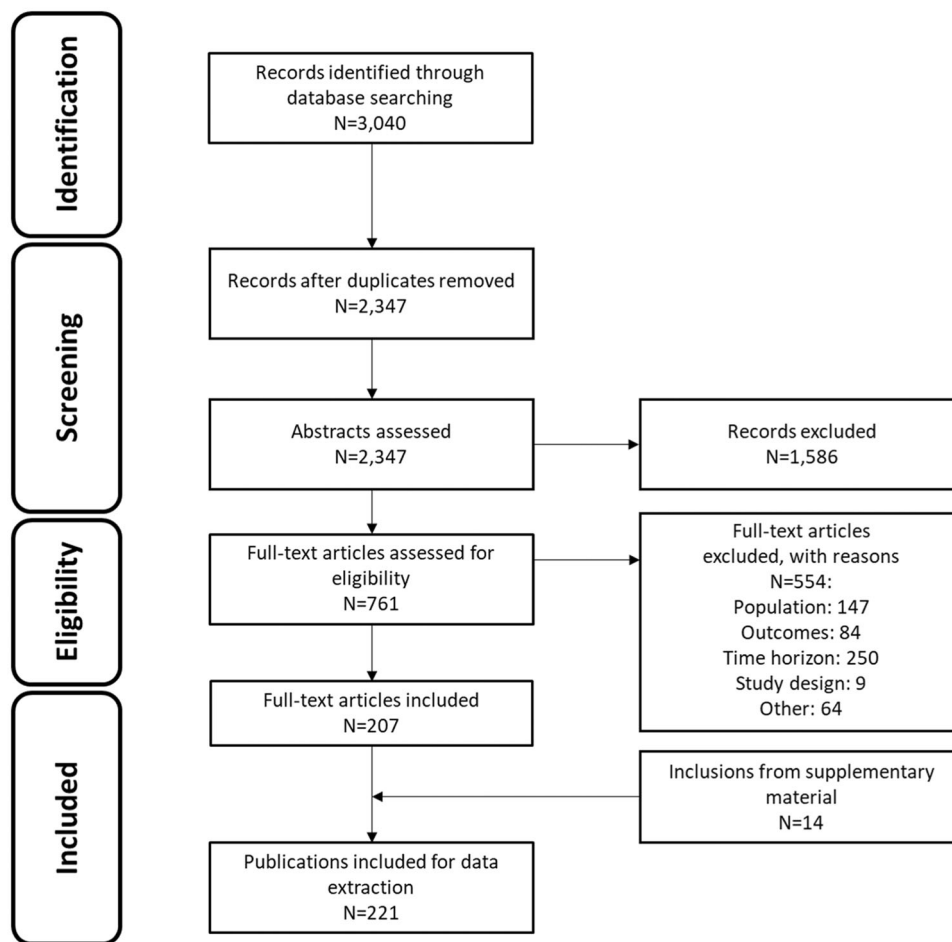 Identification
Records identified through
database searching
N=3,040
Screening
Records after duplicates removed
N=2,347
Abstracts assessed
N=2,347
Records excluded
N=1,586
Eligibility
Full-text articles assessed for
eligibility
N=761
Full-text articles
excluded, with reasons
N=554:
Population: 147
Outcomes: 84
Time horizon: 250
Study design: 9
Other: 64
Included
Full-text articles included
N=207
Inclusions from supplementary
material
N=14
Publications included for data
extraction
N=221